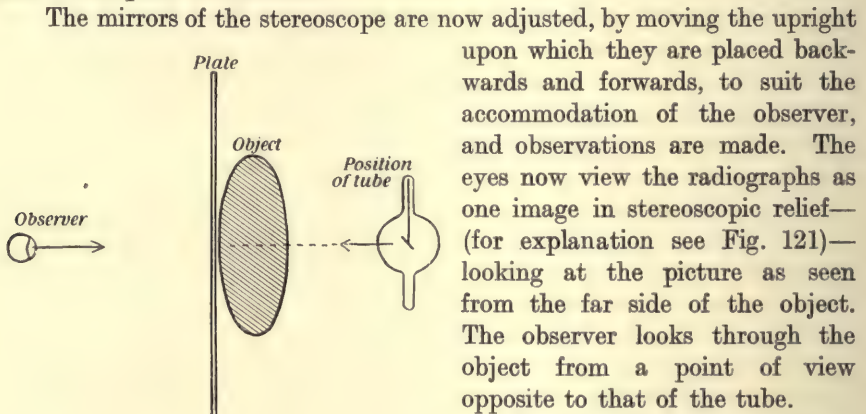 The mirrors of the stereoscope are now adjusted, by moving the upright
upon which they are placed back-
wards and forwards, to suit the
accommodation of the observer,
and observations are made. The
eyes now view the radiographs as
one image in stereoscopic relief—
(for explanation see Fig. 121)—
looking at the picture as seen
from the far side of the object.
The observer looks through the
object from a point of view
opposite to that of the tube.
Plate
Object
Position
of tube
Observer